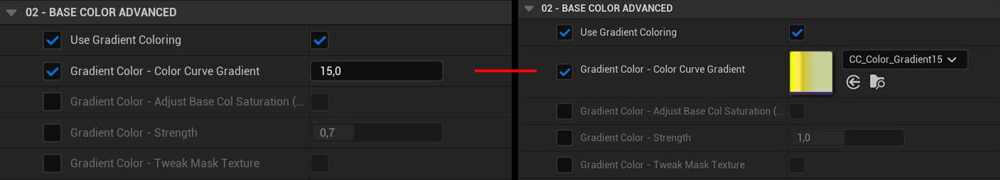 02 - BASE COLOR ADVANCED
Use Gradient Coloring
Gradient Color - Color Curve Gradient 15,0
Gradient Color - Adjust Base Col Saturation (...
Gradient Color - Strength 0,7
Gradient Color - Tweak Mask Texture
02 - BASE COLOR ADVANCED
Use Gradient Coloring
Gradient Color - Color Curve Gradient CC_Color_Gradient15
Gradient Color - Adjust Base Col Saturation (...
Gradient Color - Strength 1,0
Gradient Color - Tweak Mask Texture